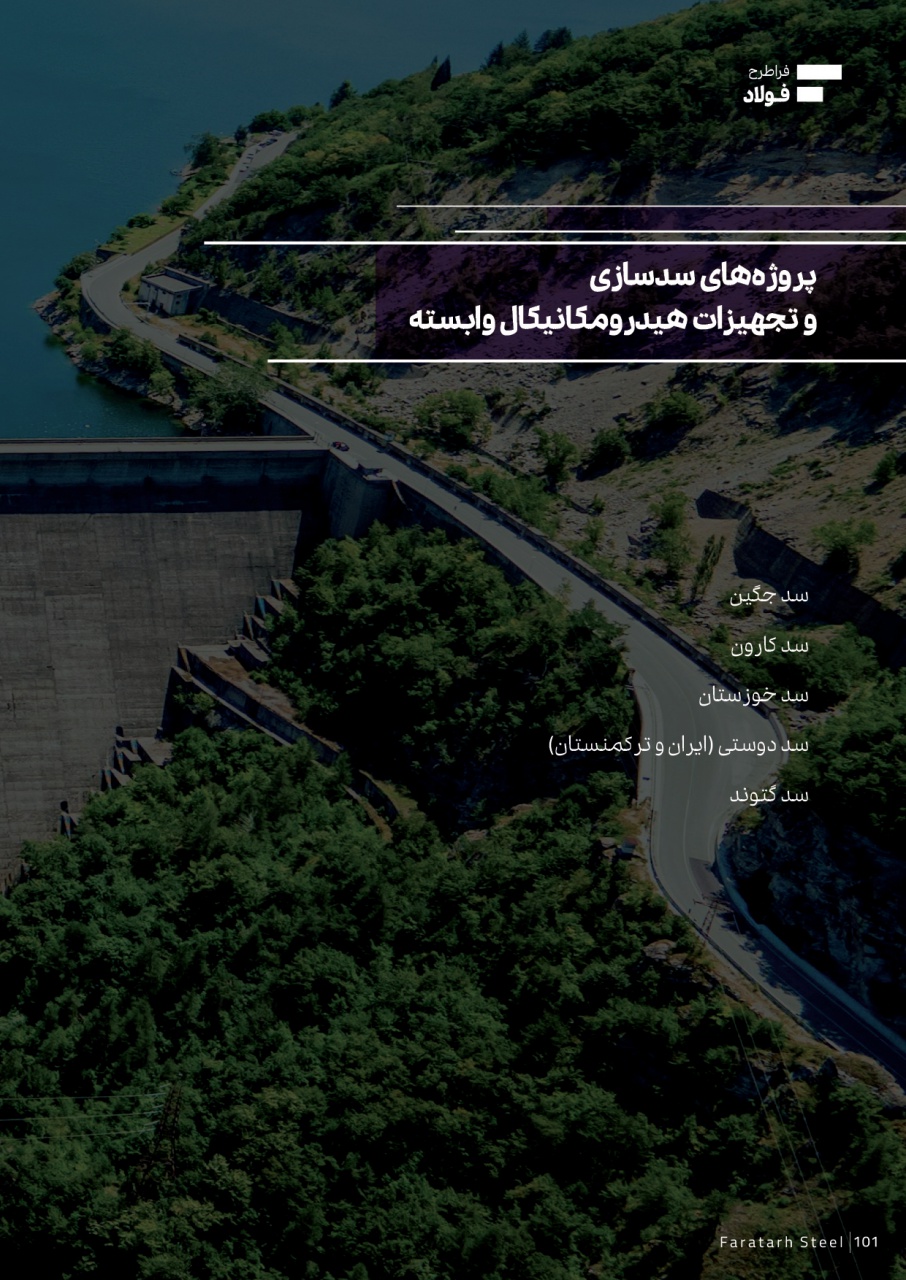 فراطرح
فولاد
پروژه‌های سدسازی
و تجهیزات هیدرومکانیکال وابسته
سد جگین
سد کارون
سد خوزستان
سد دوستی (ایران و ترکمنستان)
سد گتوند
Faratarh Steel | 101